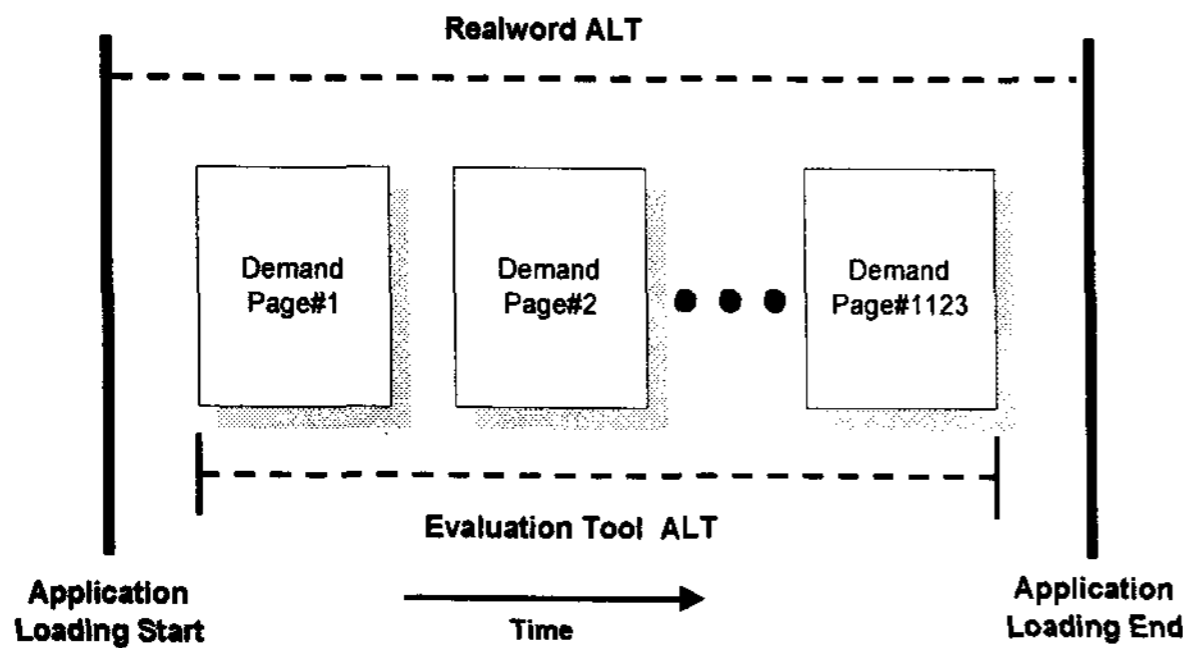 Realword ALT
Demand
Page#1
Demand
Page#2
Demand
Page#1123
Evaluation Tool ALT
Application
Loading Start
Time
Application
Loading End